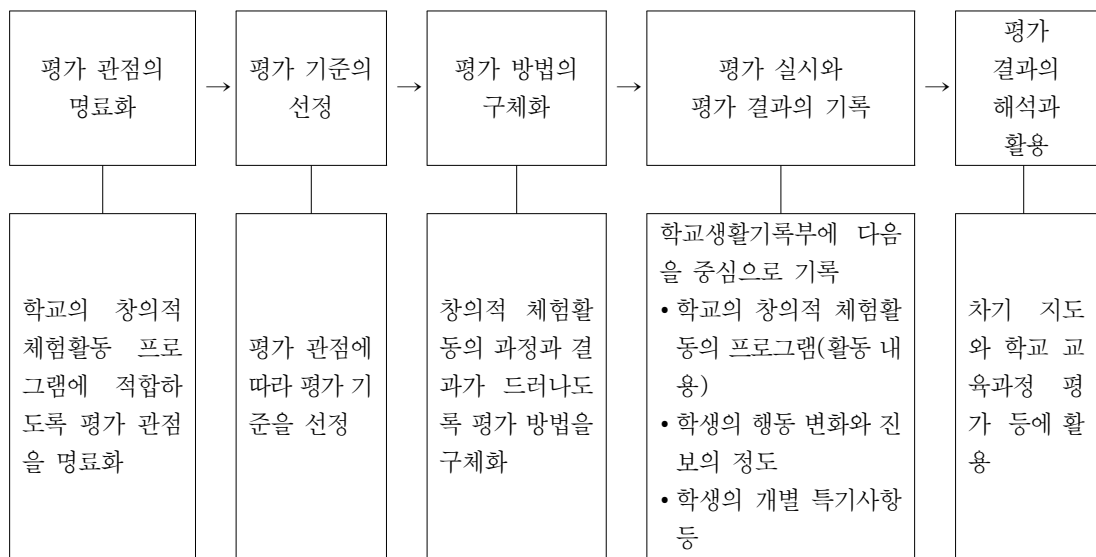 평가 관점의
명료화
→
평가 기준의
선정
→
평가 방법의
구체화
→
평가 실시와
평가 결과의 기록
→
평가
결과의
해석과
활용
학교의 창의적
체험활동 프로
그램에 적합하
도록 평가 관점
을 명료화
평가 관점에
따라 평가 기
준을 선정
창의적 체험활
동의 과정과 결
과가 드러나도
록 평가 방법을
구체화
학교생활기록부에 다음
을 중심으로 기록
• 학교의 창의적 체험활
동의 프로그램(활동 내
용)
• 학생의 행동 변화와 진
보의 정도
• 학생의 개별 특기사항
등
차기 지도
와 학교 교
육과정 평
가 등에 활
용